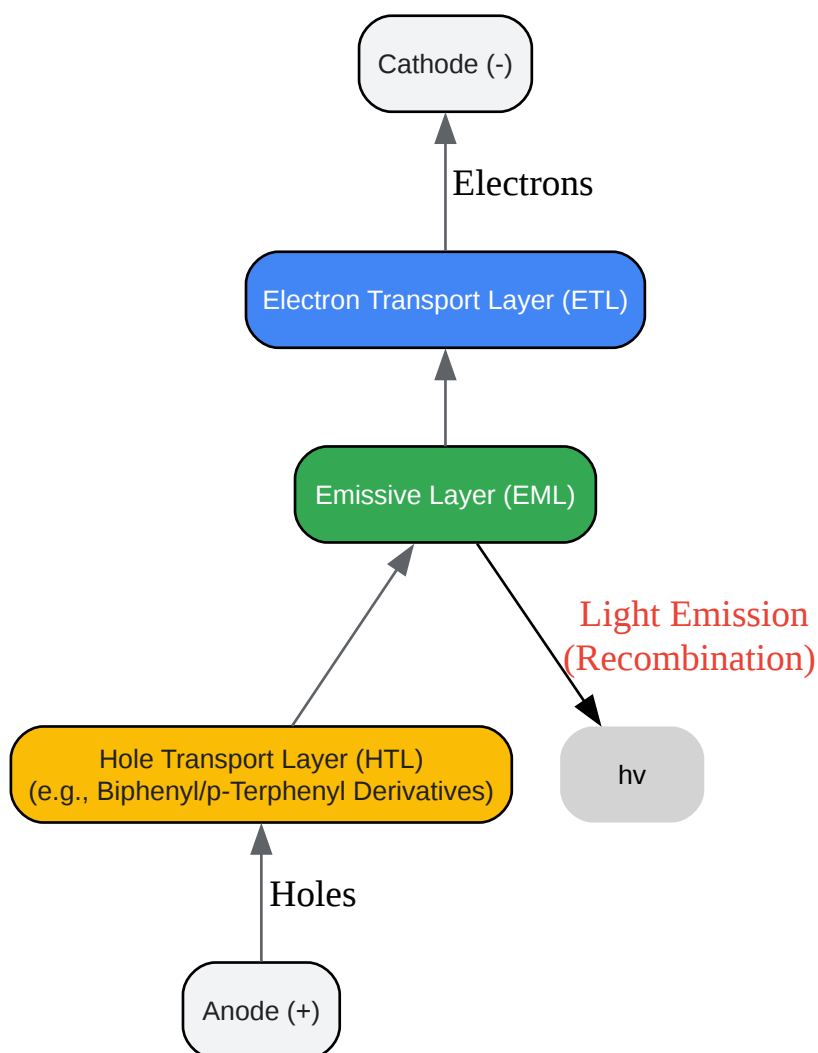 Cathode (-)
Electrons
Electron Transport Layer (ETL)
Emissive Layer (EML)
Light Emission
(Recombination)
Hole Transport Layer (HTL)
(e.g., Biphenyl/p-Terphenyl Derivatives)
hv
Holes
Anode (+)